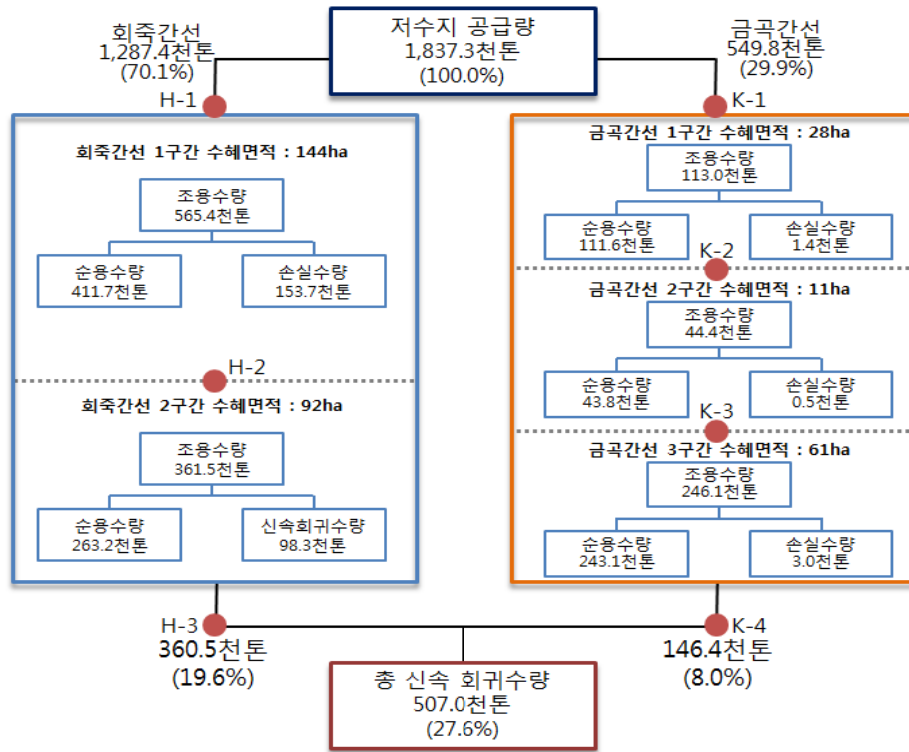 회죽간선
1,287.4천톤
(70.1%)
저수지 공급량
1,837.3천톤
(100.0%)
금곡간선
549.8천톤
(29.9%)
H-1
K-1
회죽간선 1구간 수혜면적 : 144ha
조용수량
565.4천톤
순용수량
411.7천톤
손실수량
153.7천톤
H-2
회죽간선 2구간 수혜면적 : 92ha
조용수량
361.5천톤
순용수량
263.2천톤
신속회귀수량
98.3천톤
금곡간선 1구간 수혜면적 : 28ha
조용수량
113.0천톤
순용수량
111.6천톤
손실수량
1.4천톤
K-2
금곡간선 2구간 수혜면적 : 11ha
조용수량
44.4천톤
순용수량
43.8천톤
손실수량
0.5천톤
K-3
금곡간선 3구간 수혜면적 : 61ha
조용수량
246.1천톤
순용수량
243.1천톤
손실수량
3.0천톤
H-3
360.5천톤
(19.6%)
K-4
146.4천톤
(8.0%)
총 신속 회귀수량
507.0천톤
(27.6%)